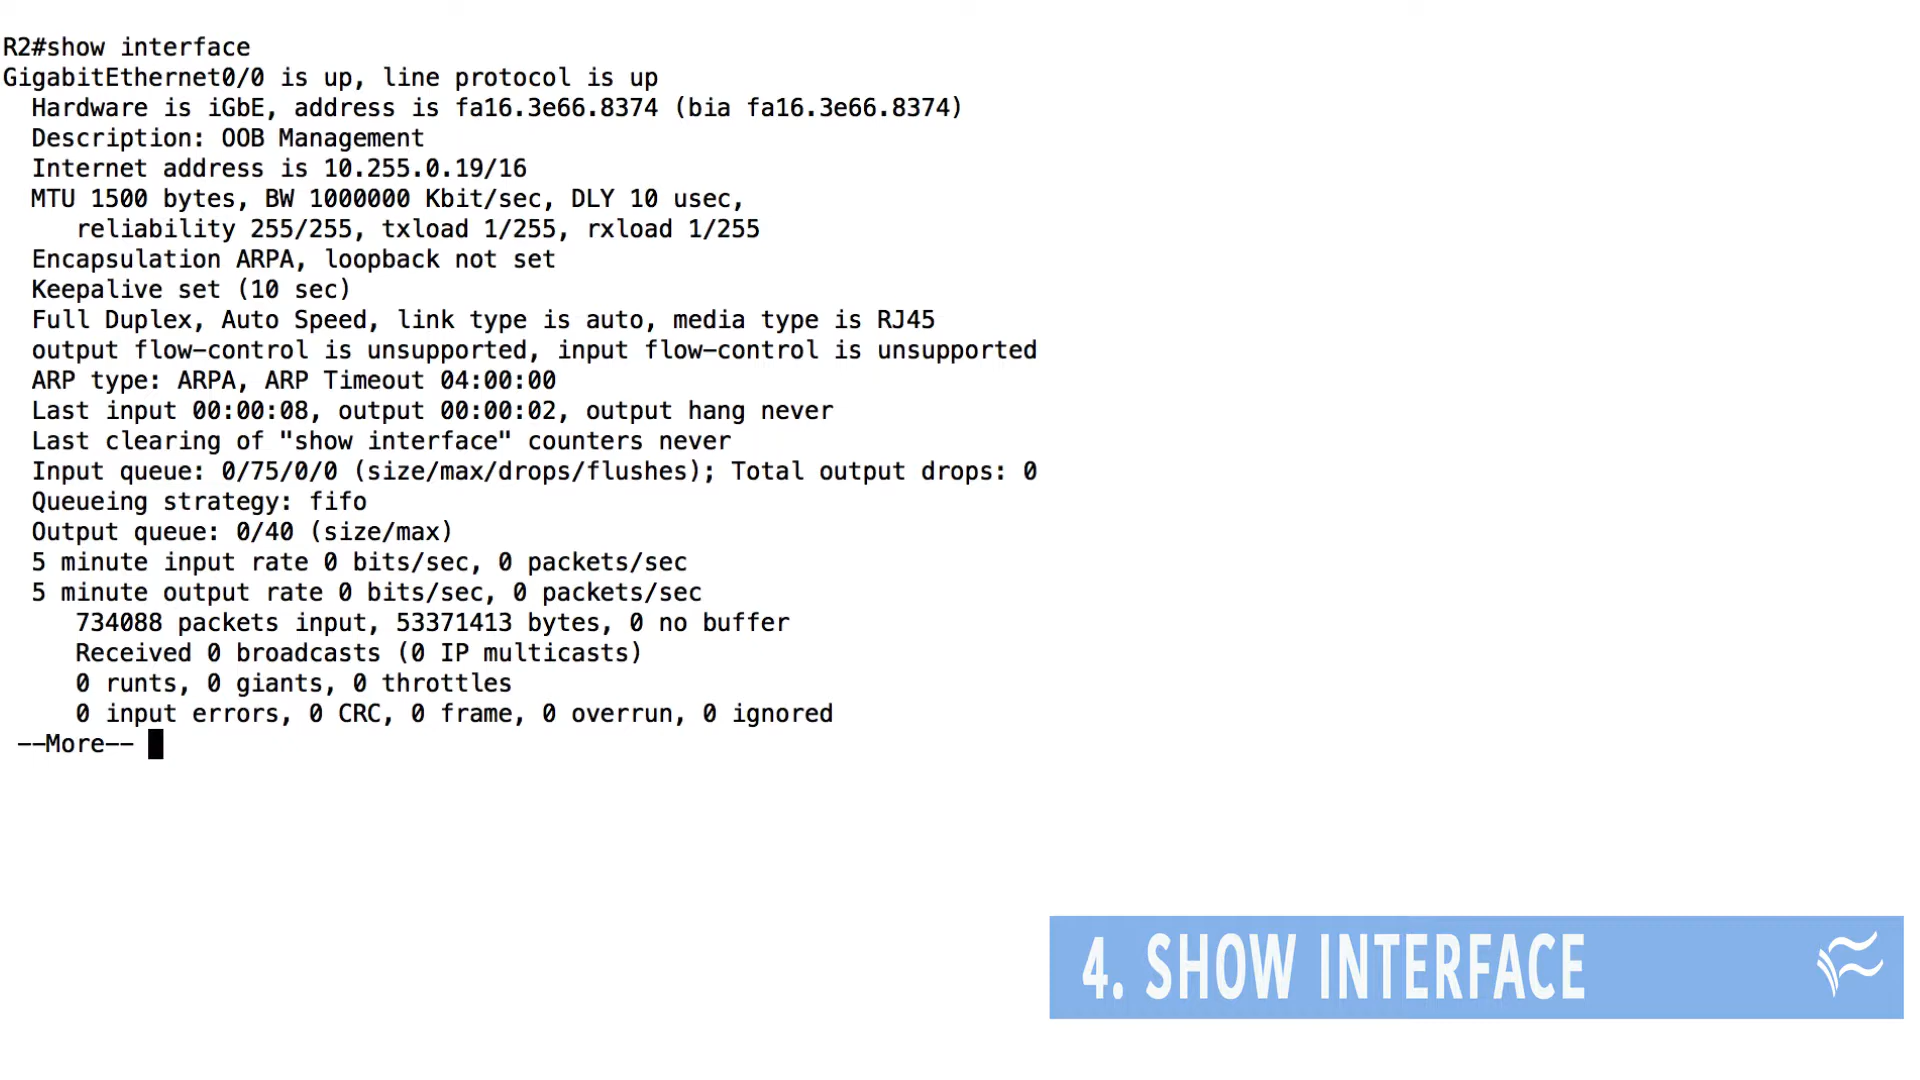 R2#show interface
GigabitEthernet0/0 is up, line protocol is up
  Hardware is iGbE, address is fa16.3e66.8374 (bia fa16.3e66.8374)
  Description: OOB Management
  Internet address is 10.255.0.19/16
  MTU 1500 bytes, BW 1000000 Kbit/sec, DLY 10 usec,
     reliability 255/255, txload 1/255, rxload 1/255
  Encapsulation ARPA, loopback not set
  Keepalive set (10 sec)
  Full Duplex, Auto Speed, link type is auto, media type is RJ45
  output flow-control is unsupported, input flow-control is unsupported
  ARP type: ARPA, ARP Timeout 04:00:00
  Last input 00:00:08, output 00:00:02, output hang never
  Last clearing of "show interface" counters never
  Input queue: 0/75/0/0 (size/max/drops/flushes); Total output drops: 0
  Queueing strategy: fifo
  Output queue: 0/40 (size/max)
  5 minute input rate 0 bits/sec, 0 packets/sec
  5 minute output rate 0 bits/sec, 0 packets/sec
     734088 packets input, 53371413 bytes, 0 no buffer
     Received 0 broadcasts (0 IP multicasts)
     0 runts, 0 giants, 0 throttles
     0 input errors, 0 CRC, 0 frame, 0 overrun, 0 ignored
 --More--
4. SHOW INTERFACE